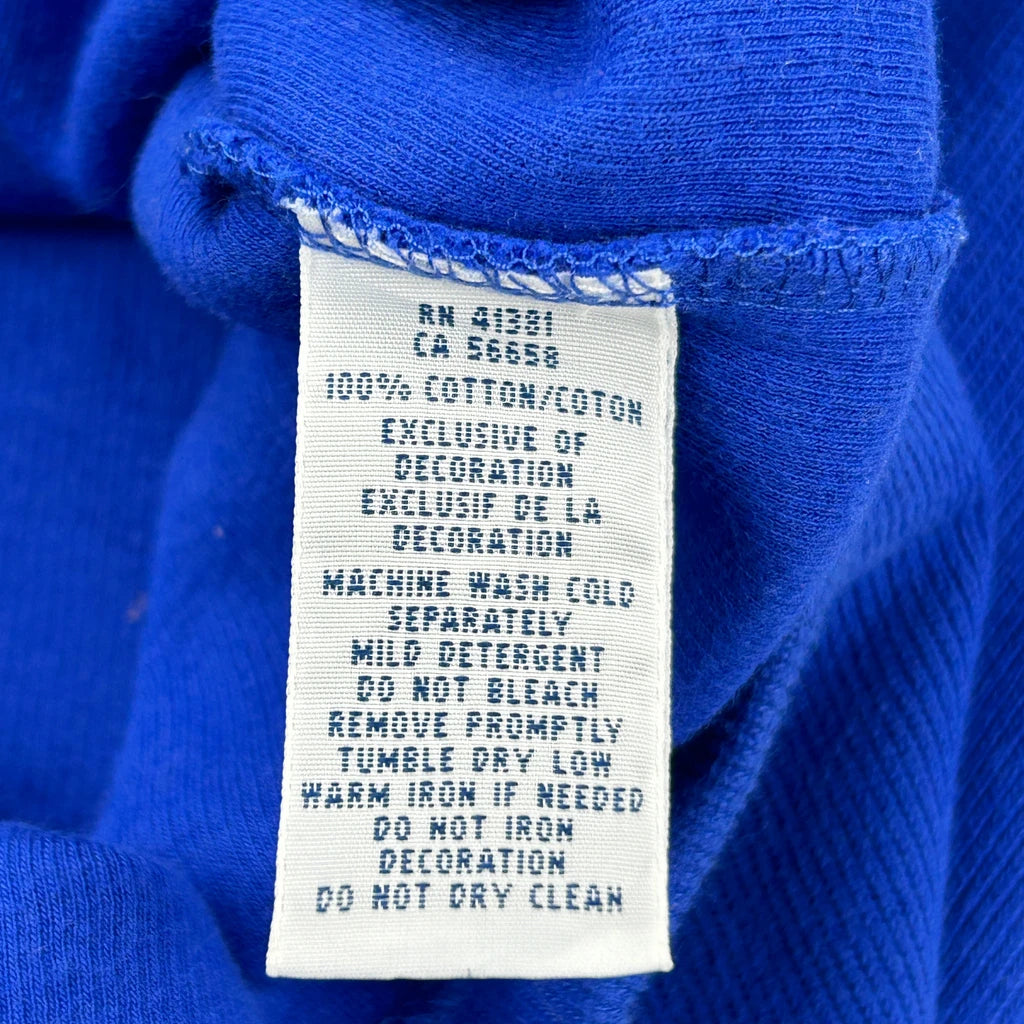 RN 41381
CA 56658
100% COTTON/COTON
EXCLUSIVE OF
DECORATION
EXCLUSIF DE LA
DECORATION
MACHINE WASH COLD
SEPARATELY
MILD DETERGENT
DO NOT BLEACH
REMOVE PROMPTLY
TUMBLE DRY LOW
WARM IRON IF NEEDED
DO NOT IRON
DECORATION
DO NOT DRY CLEAN